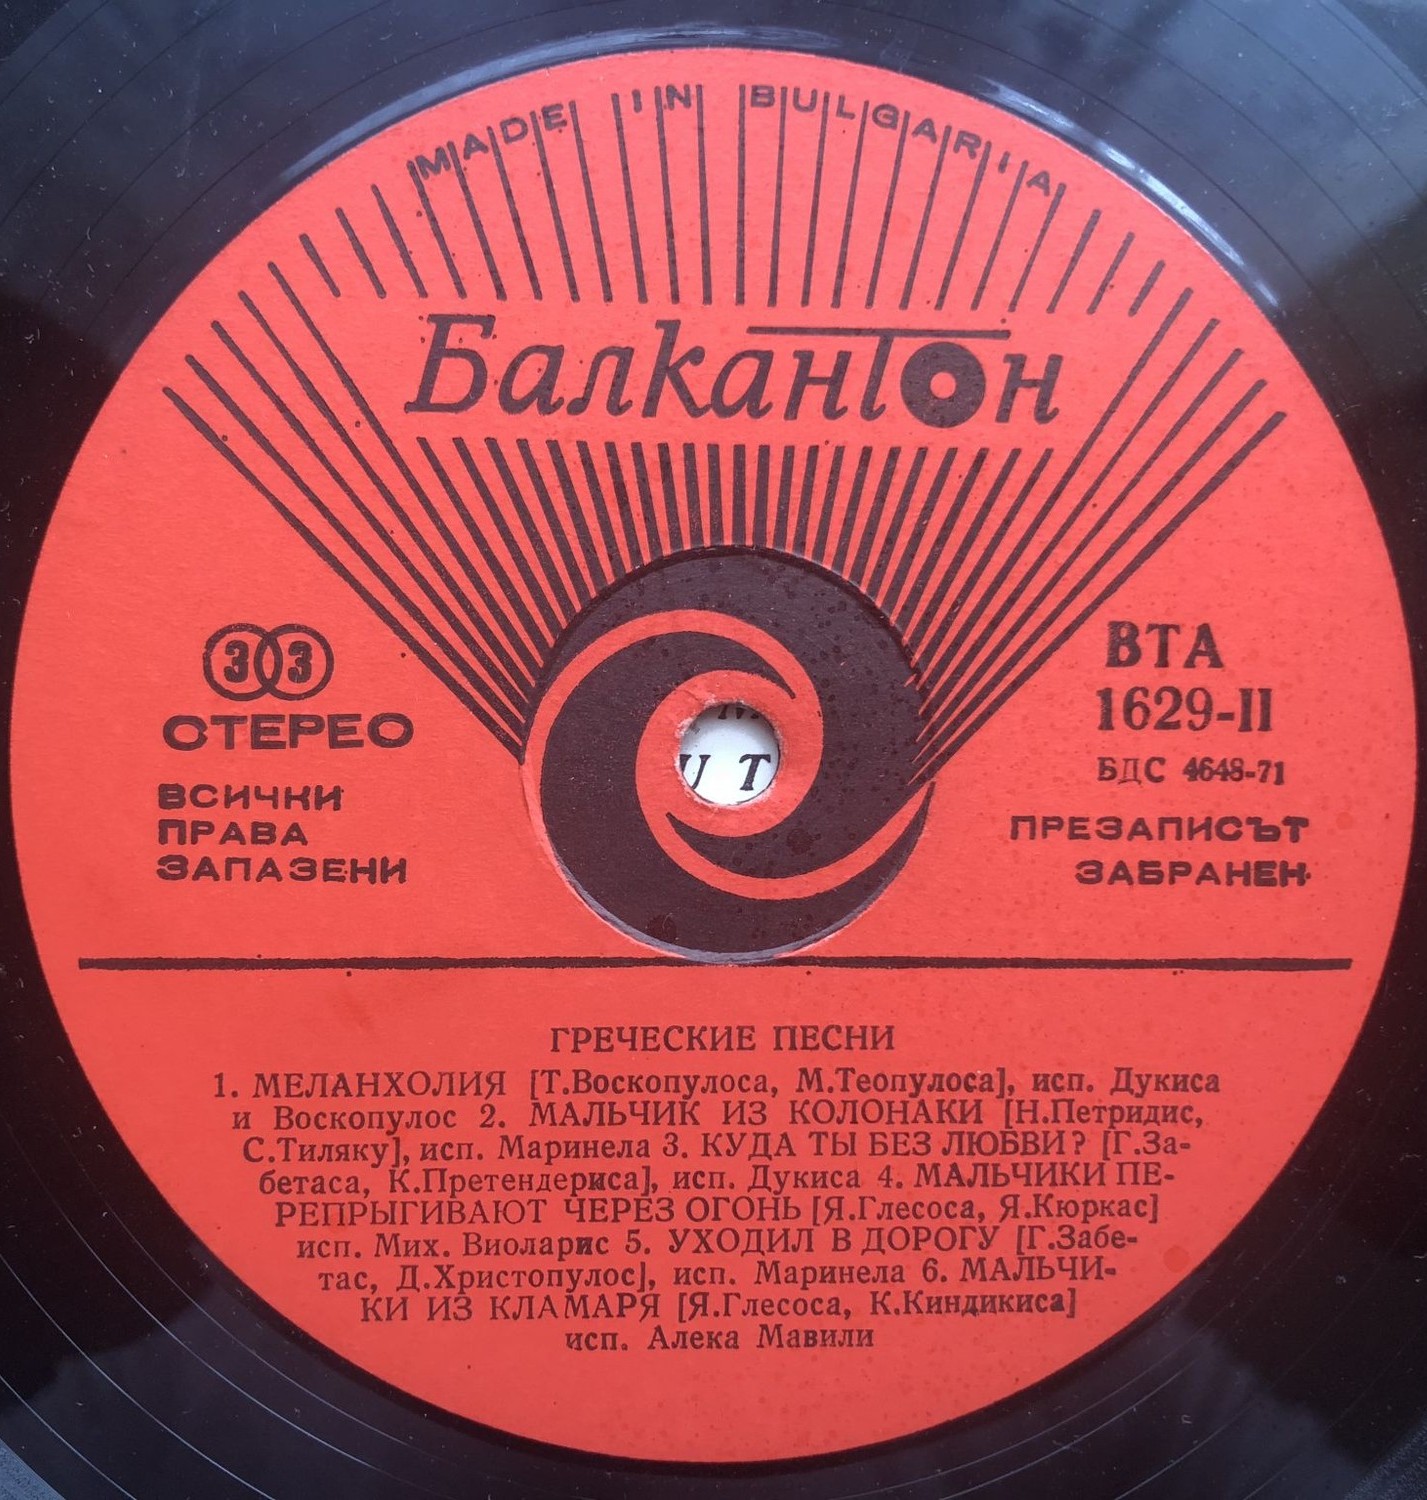 MADE IN BULGARIA
Балкантон
33
СТЕРЕО
ВСИЧКИ
ПРАВА
ЗАПАЗЕНИ
ВТА
1629-II
БДС 4648-71
ПРЕЗАПИСЪТ
ЗАБРАНЕН
ГРЕЧЕСКИЕ ПЕСНИ
1. МЕЛАНХОЛИЯ [Т.Воскопулоса, М.Теопулоса], исп. Дукиса
и Воскопулос 2. МАЛЬЧИК ИЗ КОЛОНАКИ [Н.Петридис,
С.Тиляку], исп. Маринела 3. КУДА ТЫ БЕЗ ЛЮБВИ? [Г.За-
бетаса, К.Претендериса], исп. Дукиса 4. МАЛЬЧИКИ ПЕ-
РЕПРЫГИВАЮТ ЧЕРЕЗ ОГОНЬ [Я.Глесоса, Я.Кюркас]
исп. Мих. Виоларис 5. УХОДИЛ В ДОРОГУ [Г.Забе-
тас, Д.Христопулос], исп. Маринела 6. МАЛЬЧИ-
КИ ИЗ КЛАМАРЯ [Я.Глесоса, К.Киндикиса]
исп. Алека Мавили